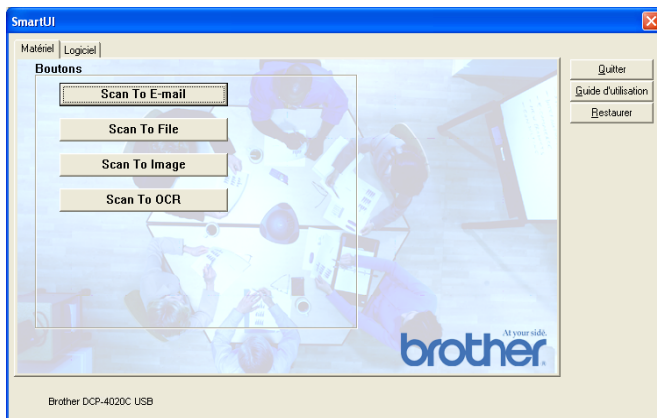 SmartUI
Matériel Logiciel
Boutons
Scan To E-mail
Scan To File
Scan To Image
Scan To OCR
Quitter
Guide d'utilisation
Restaurer
At your side.
brother
Brother DCP-4020C USB